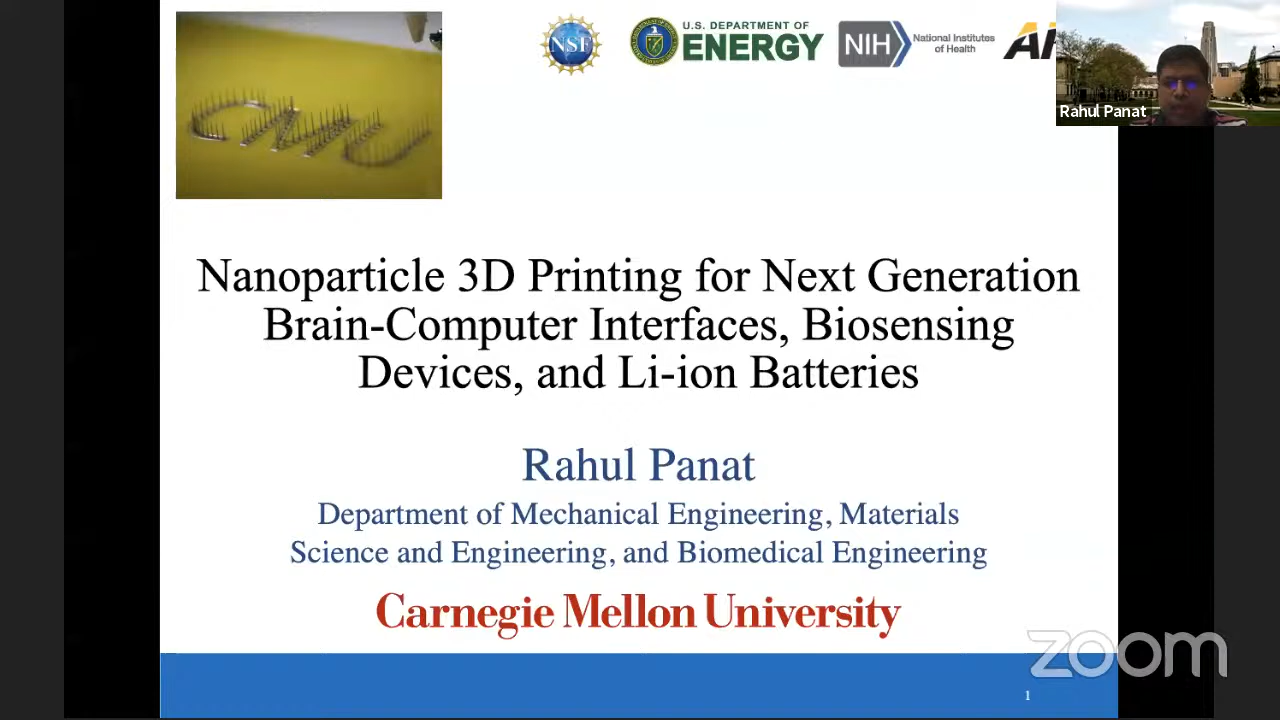 CMU
NSF
U.S. DEPARTMENT OF
ENERGY
NIH
National Institutes
of Health
Rahul Panat
Nanoparticle 3D Printing for Next Generation
Brain-Computer Interfaces, Biosensing
Devices, and Li-ion Batteries
Rahul Panat
Department of Mechanical Engineering, Materials
Science and Engineering, and Biomedical Engineering
Carnegie Mellon University
zoom
1